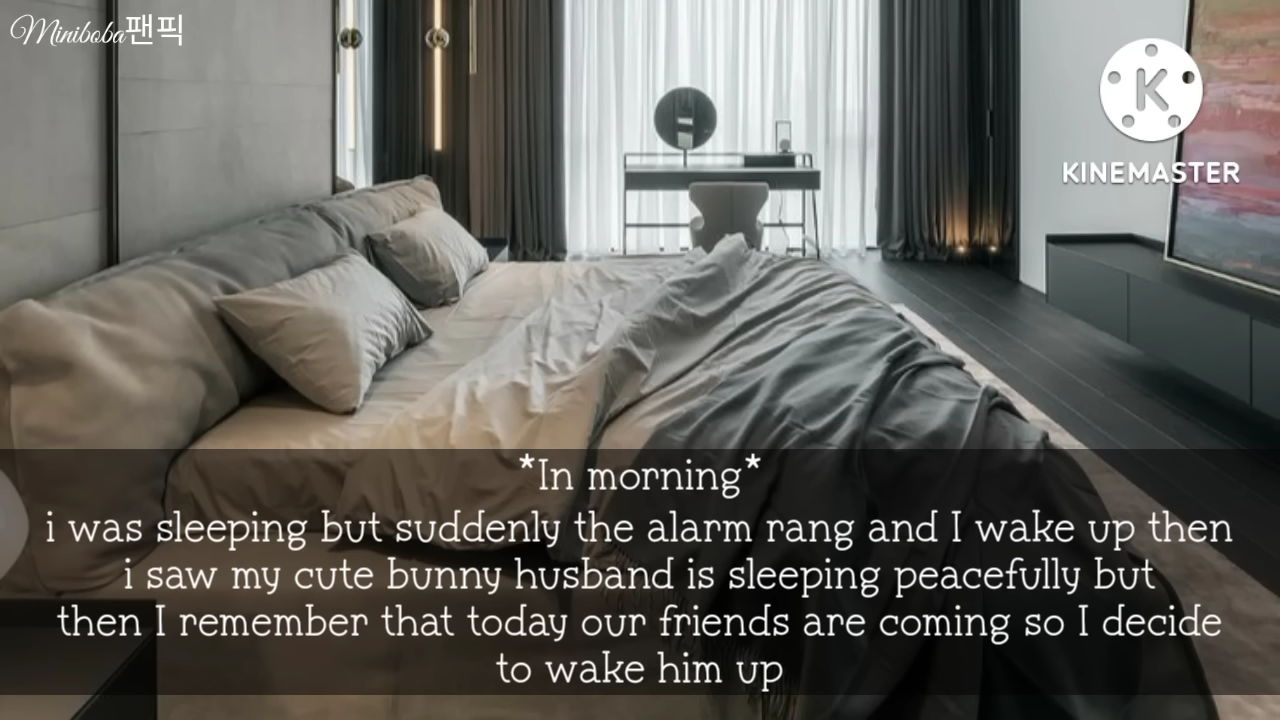 Miniboba팬픽
K
KINEMASTER
*In morning*
i was sleeping but suddenly the alarm rang and I wake up then
i saw my cute bunny husband is sleeping peacefully but
then I remember that today our friends are coming so I decide
to wake him up